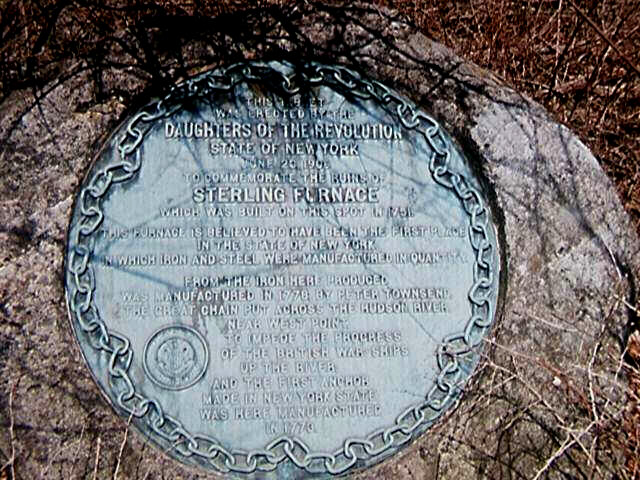 THIS TABLET
WAS ERECTED BY THE
DAUGHTERS OF THE REVOLUTION
STATE OF NEW YORK
JUNE
TO COMMEMORATE THE RUINS OF
STERLING FURNACE
WHICH WAS BUILT ON THIS SPOT IN 1751.
THIS FURNACE IS BELIEVED TO HAVE BEEN THE FIRST PLACE
IN THE STATE OF NEW YORK
IN WHICH IRON AND STEEL WERE MANUFACTURED IN QUANTITY.
FROM THE IRON HERE PRODUCED
WAS MANUFACTURED IN 1778 BY PETER TOWNSEND,
THE GREAT CHAIN PUT ACROSS THE HUDSON RIVER
NEAR WEST POINT,
TO IMPEDE THE PROGRESS
OF THE BRITISH WAR SHIPS
UP THE RIVER
AND THE FIRST ANCHOR
MADE IN NEW YORK STATE
WAS HERE MANUFACTURED
IN 1773.